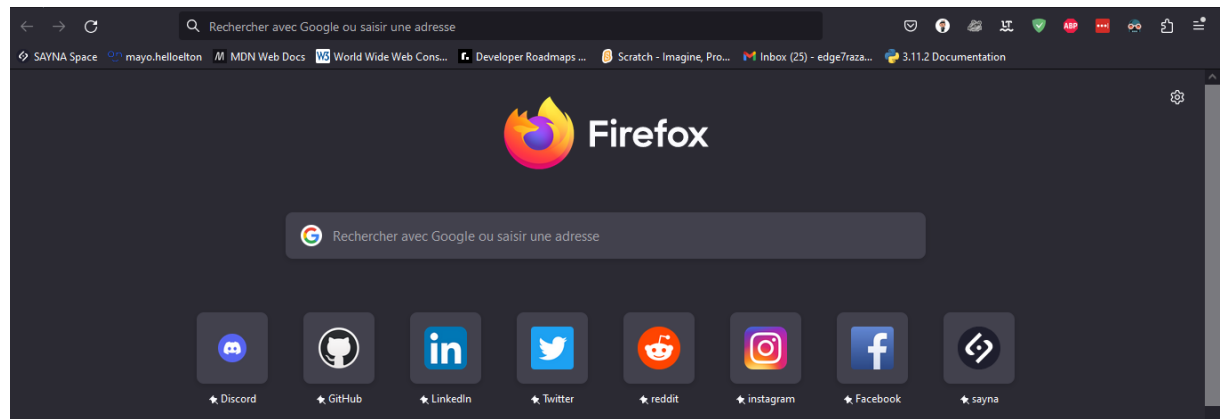 Rechercher avec Google ou saisir une adresse
ABP
SAYNA Space mayo.helloelton MDN Web Docs World Wide Web Cons... Developer Roadmaps ... Scratch - Imagine, Pro... Inbox (25) - edge7raza... 3.11.2 Documentation
Firefox
Rechercher avec Google ou saisir une adresse
Discord GitHub LinkedIn Twitter reddit instagram Facebook sayna